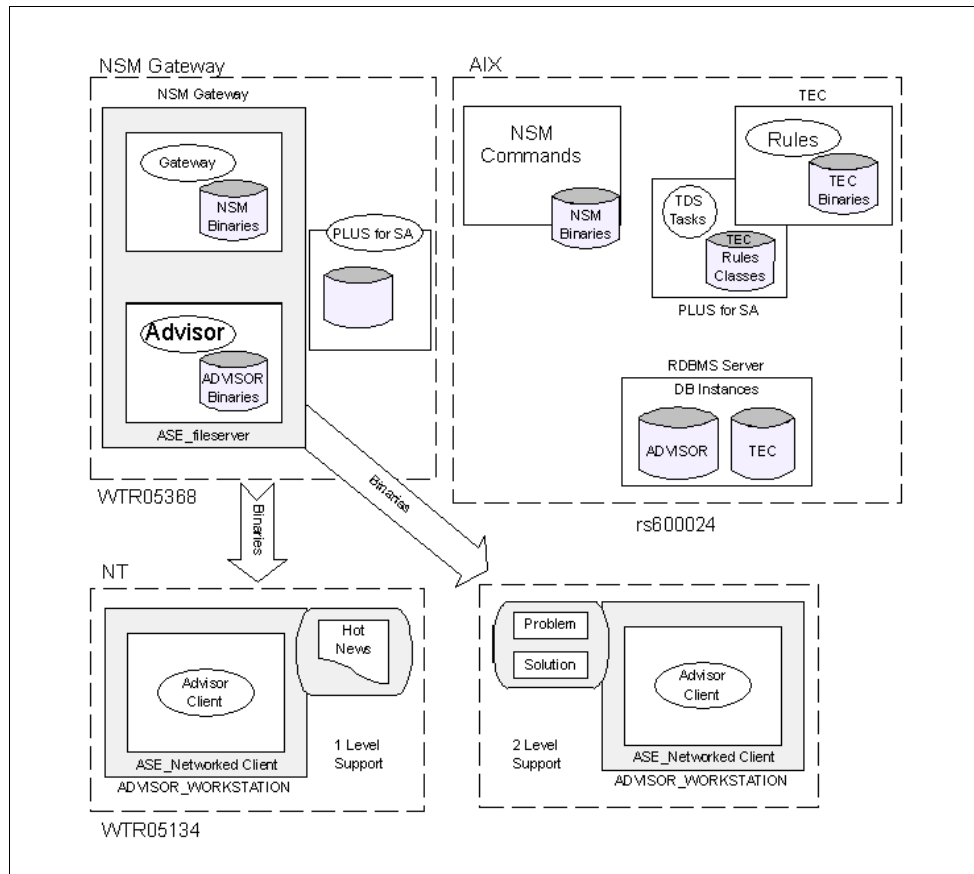 NSM Gateway
NSM Gateway
Gateway
NSM
Binaries
PLUS for SA
Advisor
ADVISOR
Binaries
ASE_fileserver
WTR05368
AIX
TEC
NSM
Commands
NSM
Binaries
Rules
TEC
Binaries
TDS
Tasks
TEC
Rules
Classes
PLUS for SA
RDBMS Server
DB Instances
ADVISOR
TEC
rs600024
Binaries
Binaries
NT
Hot
News
Advisor
Client
1 Level
Support
ASE_Networked Client
ADVISOR_WORKSTATION
WTR05134
Problem
Solution
Advisor
Client
2 Level
Support
ASE_Networked Client
ADVISOR_WORKSTATION